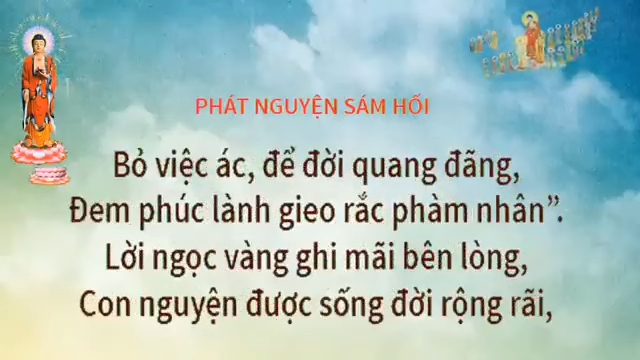 PHÁT NGUYỆN SÁM HỐI
Bỏ việc ác, để đời quang đãng,
Đem phúc lành gieo rắc phàm nhân”.
Lời ngọc vàng ghi mãi bên lòng,
Con nguyện được sống đời rộng rãi,